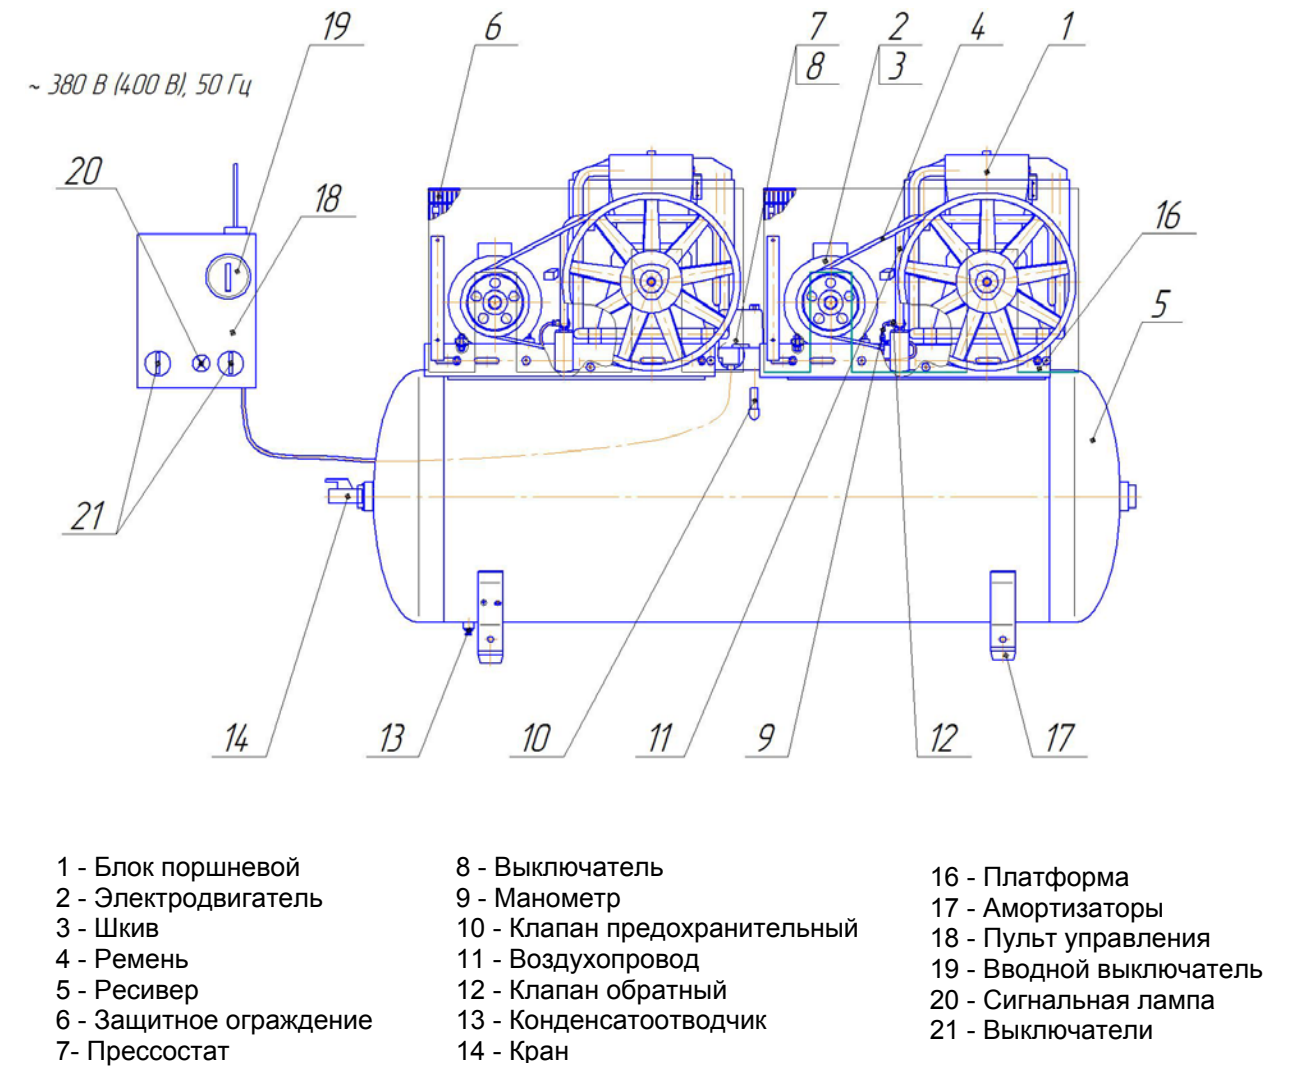 19
6
7
2
4
1
8
3
~ 380 В (400 В), 50 Гц
20
18
16
5
21
14
13
10
11
9
12
17
1 - Блок поршневой
2 - Электродвигатель
3 - Шкив
4 - Ремень
5 - Ресивер
6 - Защитное ограждение
7- Прессостат
8 - Выключатель
9 - Манометр
10 - Клапан предохранительный
11 - Воздухопровод
12 - Клапан обратный
13 - Конденсатоотводчик
14 - Кран
16 - Платформа
17 - Амортизаторы
18 - Пульт управления
19 - Вводной выключатель
20 - Сигнальная лампа
21 - Выключатели